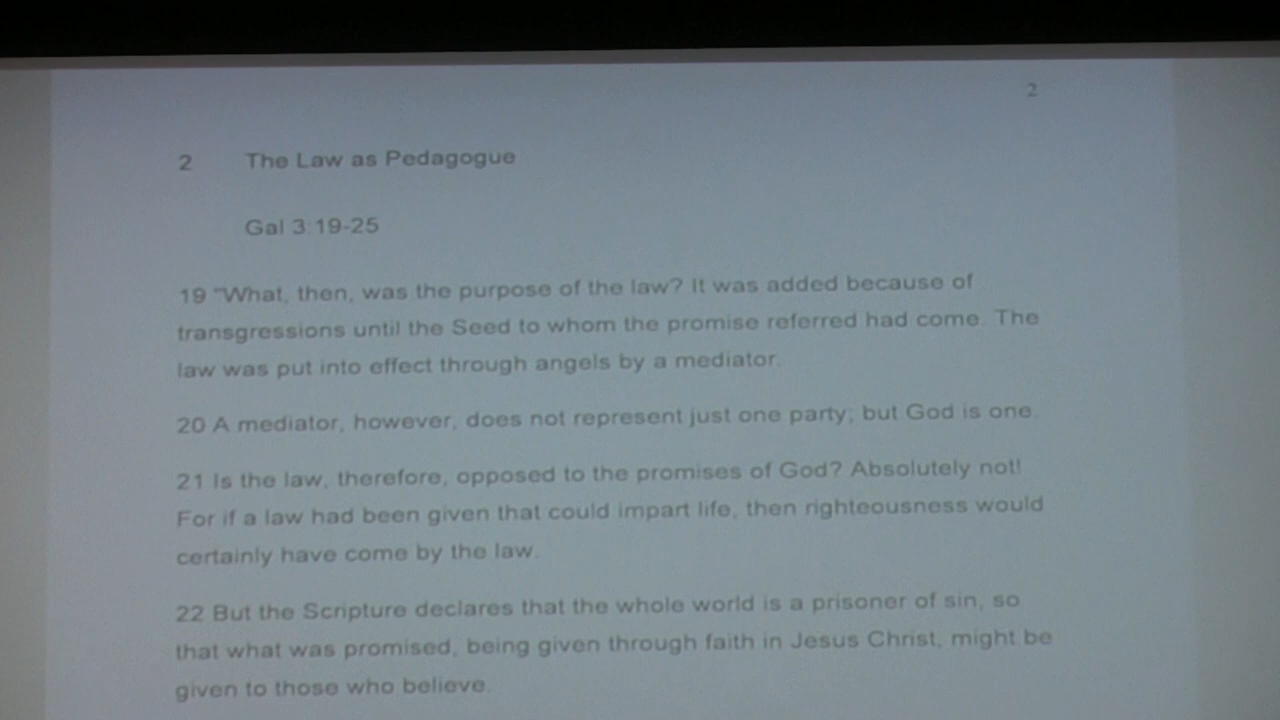 2
2 The Law as Pedagogue
Gal 3:19-25
19 "What, then, was the purpose of the law? It was added because of
transgressions until the Seed to whom the promise referred had come. The
law was put into effect through angels by a mediator.
20 A mediator, however, does not represent just one party; but God is one.
21 Is the law, therefore, opposed to the promises of God? Absolutely not!
For if a law had been given that could impart life, then righteousness would
certainly have come by the law.
22 But the Scripture declares that the whole world is a prisoner of sin, so
that what was promised, being given through faith in Jesus Christ, might be
given to those who believe.